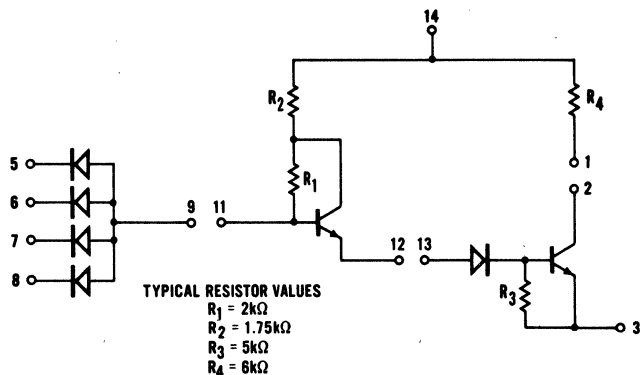 14
R2
R4
R1
5
6
7
8
9
11
1
2
12
13
R3
3
TYPICAL RESISTOR VALUES
R1 = 2kΩ
R2 = 1.75kΩ
R3 = 5kΩ
R4 = 6kΩ